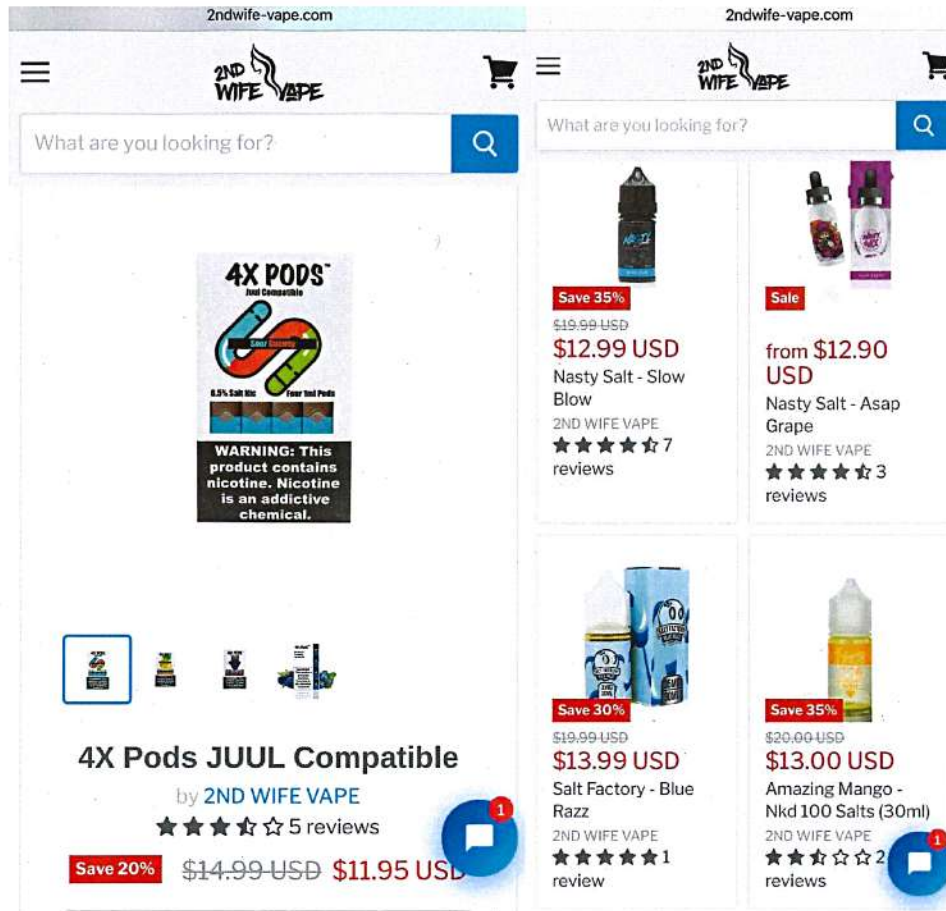 2ndwife-vape.com
2ND
WIFE VAPE
What are you looking for?
4X PODS™
Juul Compatible
6.5% Salt Nic
Four 1ml Pods
WARNING: This
product contains
nicotine. Nicotine
is an addictive
chemical.
4X Pods JUUL Compatible
by 2ND WIFE VAPE
5 reviews
1
Save 20% $14.99 USD $11.95 USD
2ndwife-vape.com
2ND
WIFE VAPE
What are you looking for?
NASTY
Save 35%
$19.99 USD
$12.99 USD
Nasty Salt - Slow
Blow
2ND WIFE VAPE
7
reviews
Sale
from $12.90
USD
Nasty Salt - Asap
Grape
2ND WIFE VAPE
3
reviews
Save 30%
$19.99 USD
$13.99 USD
Salt Factory - Blue
Razz
2ND WIFE VAPE
1
review
Save 35%
$20.00 USD
$13.00 USD
Amazing Mango -
Nkd 100 Salts (30ml)
2ND WIFE VAPE
2
reviews
1